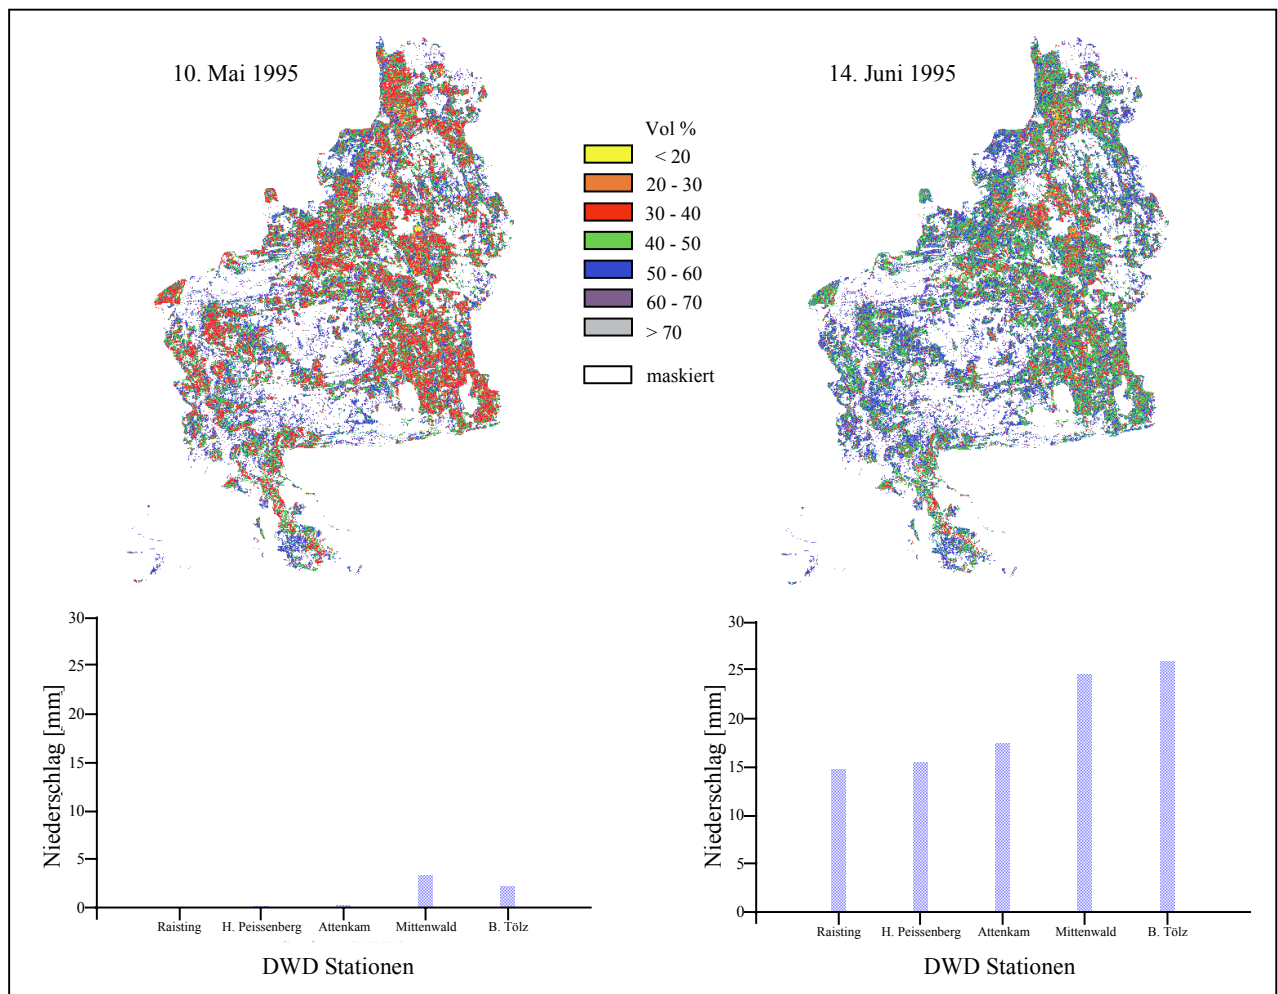 10. Mai 1995
14. Juni 1995
Vol %
< 20
20 - 30
30 - 40
40 - 50
50 - 60
60 - 70
> 70
maskiert
Niederschlag [mm]
30
25
20
15
10
5
0
Raisting H. Peissenberg Attenkam Mittenwald B. Tölz
DWD Stationen
Niederschlag [mm]
30
25
20
15
10
5
0
Raisting H. Peissenberg Attenkam Mittenwald B. Tölz
DWD Stationen